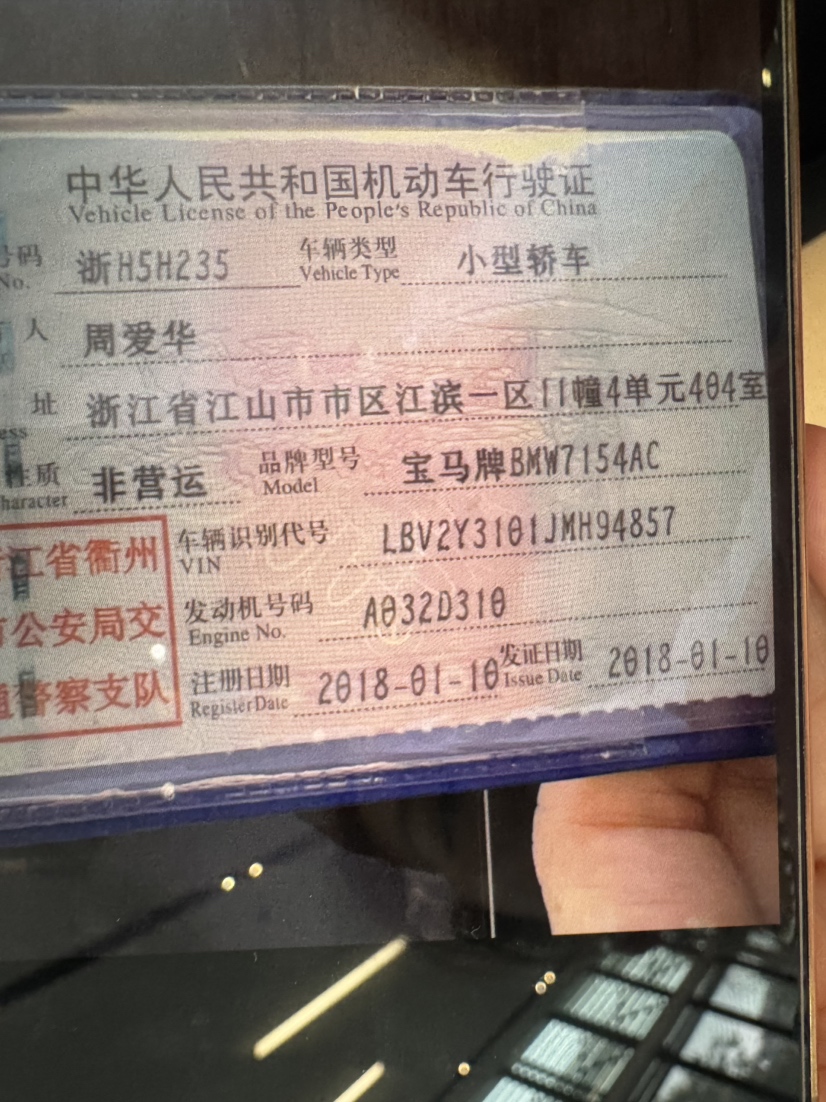 中华人民共和国机动车行驶证
Vehicle License of the People's Republic of China
号码 浙H5H235 车辆类型 小型轿车
No. Vehicle Type
人 周爱华
址 浙江省江山市市区江滨一区11幢4单元404室
ess
性质 非营运 品牌型号 宝马牌BMW7154AC
haracter Model
江省衢州 车辆识别代号 LBV2Y3101JMH94857
VIN
公安局交 发动机号码 A032D310
Engine No.
警察支队 注册日期 2018-01-10 发证日期 2018-01-10
RegisterDate Issue Date